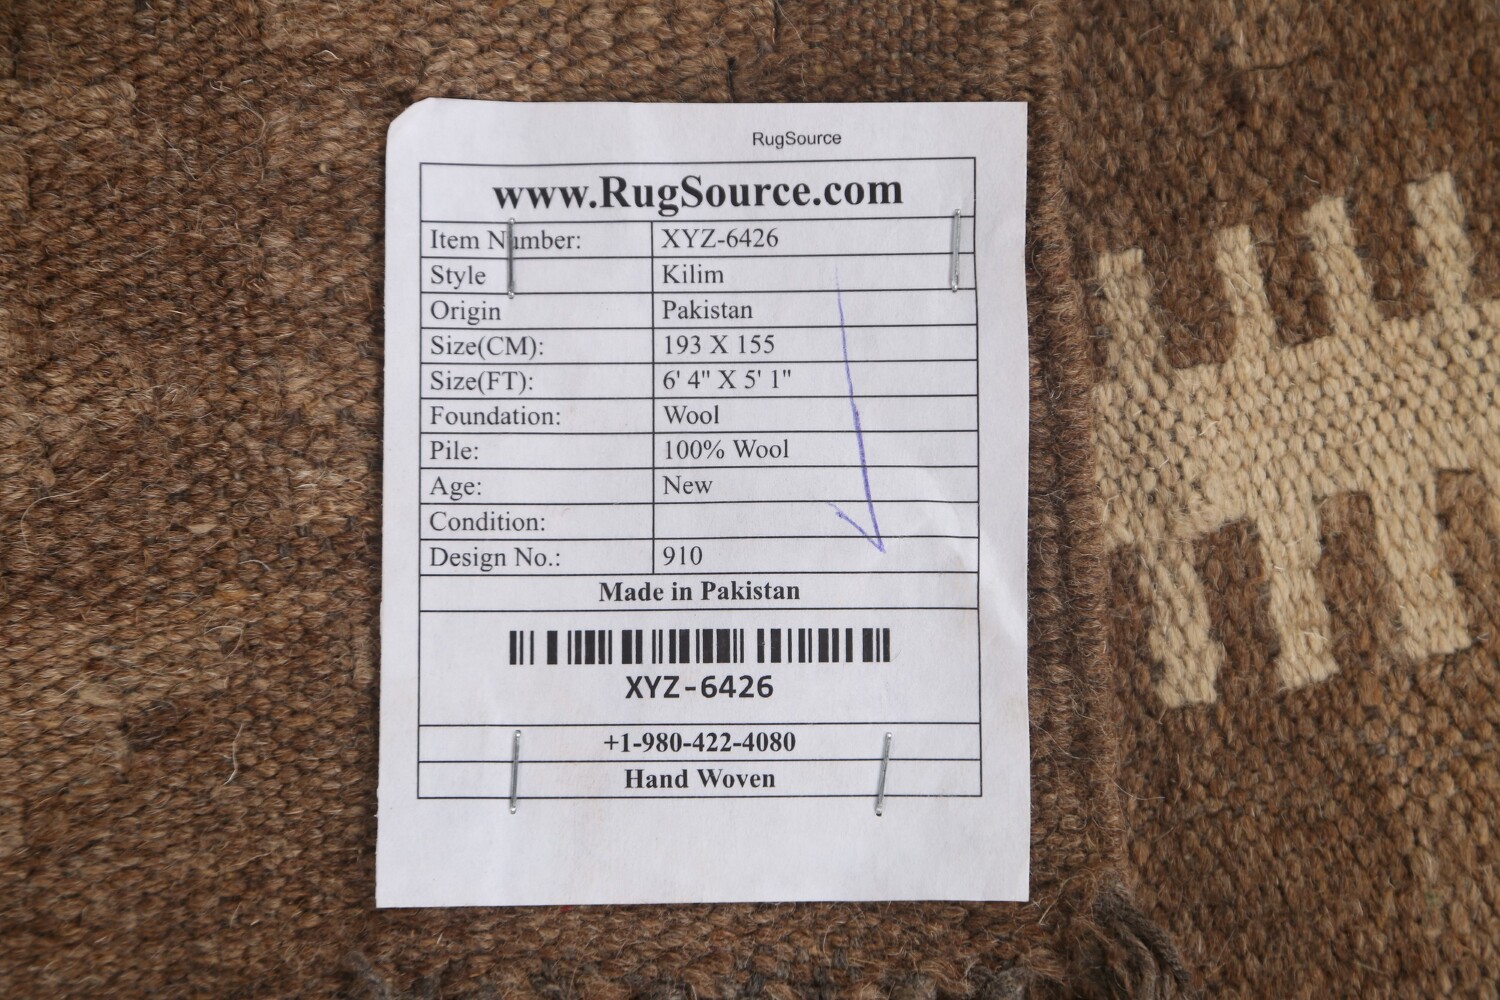 RugSource
www.RugSource.com
Item Number: XYZ-6426
Style Kilim
Origin Pakistan
Size(CM): 193 X 155
Size(FT): 6' 4" X 5' 1"
Foundation: Wool
Pile: 100% Wool
Age: New
Condition:
Design No.: 910
Made in Pakistan
XYZ-6426
+1-980-422-4080
Hand Woven